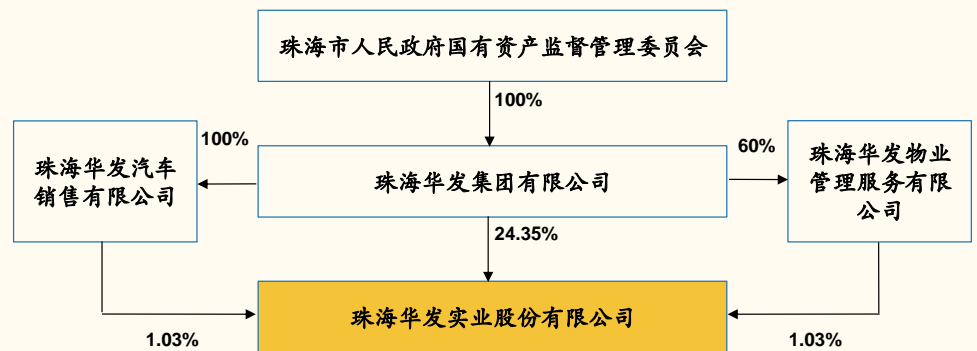 珠海市人民政府国有资产监督管理委员会
100%
100%
60%
珠海华发汽车
销售有限公司
珠海华发集团有限公司
珠海华发物业
管理服务有限
公司
24.35%
珠海华发实业股份有限公司
1.03%
1.03%